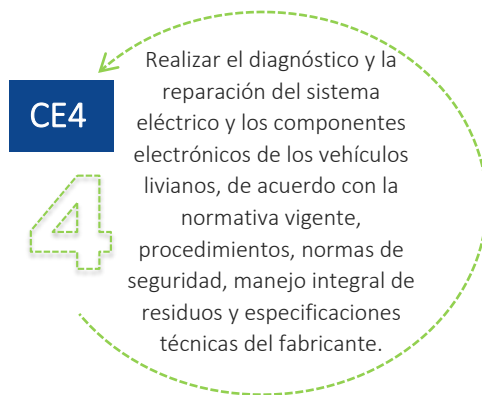 CE4
4
Realizar el diagnóstico y la
reparación del sistema
eléctrico y los componentes
electrónicos de los vehículos
livianos, de acuerdo con la
normativa vigente,
procedimientos, normas de
seguridad, manejo integral de
residuos y especificaciones
técnicas del fabricante.